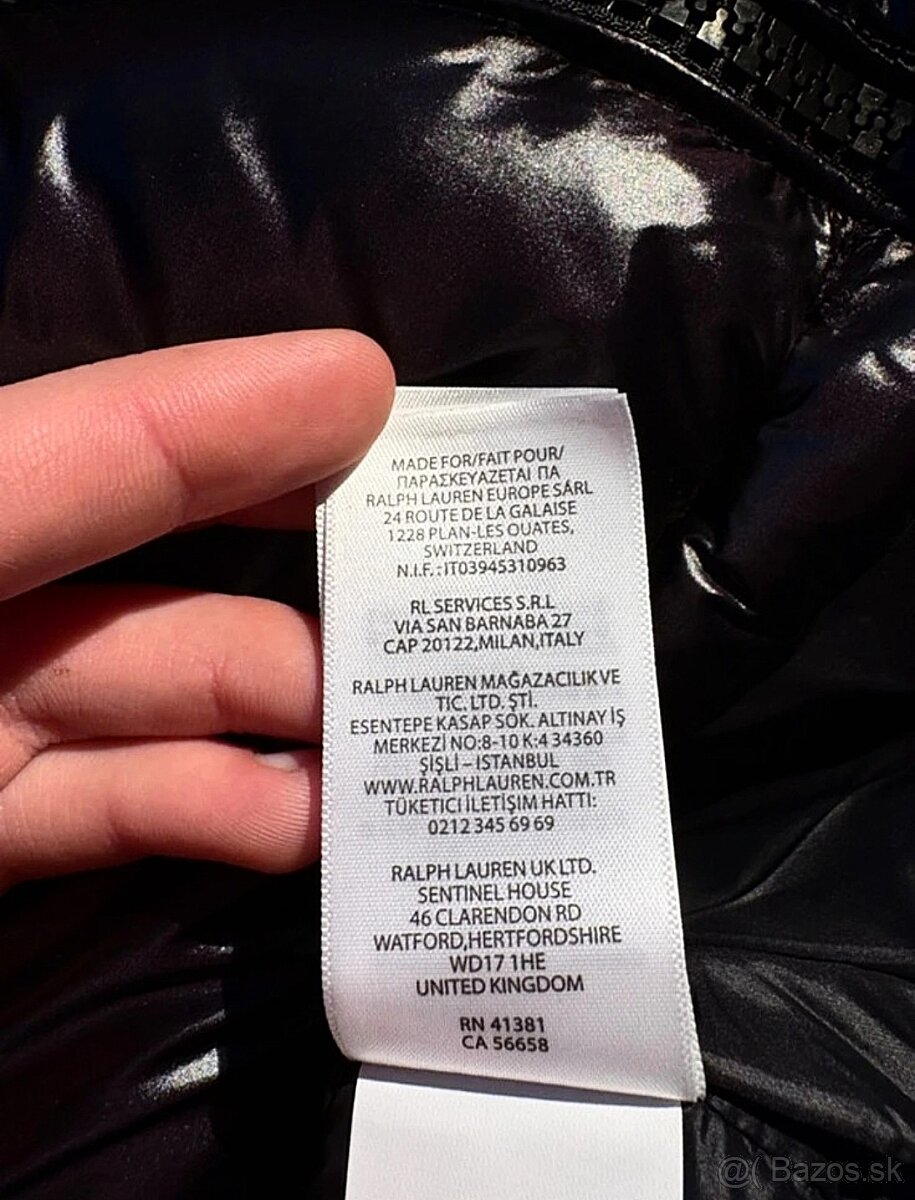 MADE FOR/FAIT POUR/
ΠΑΡΑΣΚΕΥΑΖΕΤΑΙ ΠΑ
RALPH LAUREN EUROPE SÁRL
24 ROUTE DE LA GALAISE
1228 PLAN-LES OUATES,
SWITZERLAND
N.I.F.:IT03945310963
RL SERVICES S.R.L
VIA SAN BARNABA 27
CAP 20122,MILAN,ITALY
RALPH LAUREN MAĞAZACILIK VE
TIC. LTD. ŞTİ.
ESENTEPE KASAP SOK. ALTINAY İŞ
MERKEZİ NO:8-10 K:4 34360
ŞİŞLİ – ISTANBUL
WWW.RALPHLAUREN.COM.TR
TÜKETICI İLETİŞIM HATTI:
0212 345 69 69
RALPH LAUREN UK LTD.
SENTINEL HOUSE
46 CLARENDON RD
WATFORD,HERTFORDSHIRE
WD17 1HE
UNITED KINGDOM
RN 41381
CA 56658
@( Bazos.sk